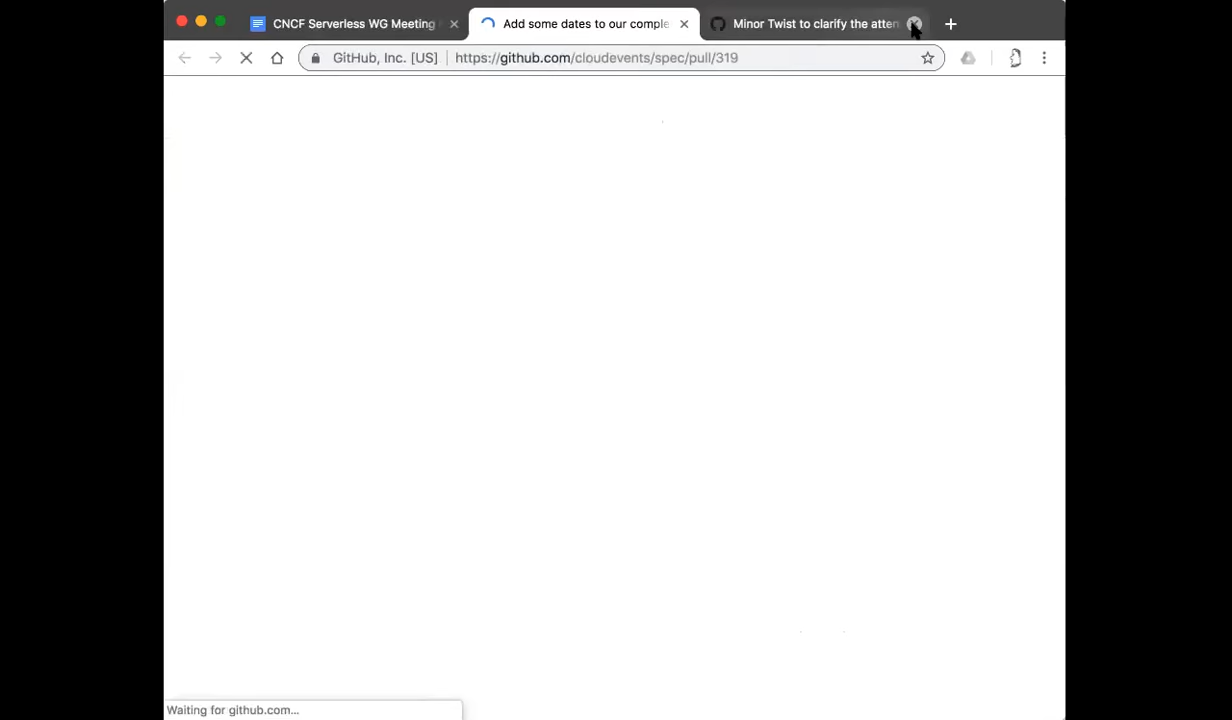 CNCF Serverless WG Meeting
Add some dates to our comple
Minor Twist to clarify the atten
GitHub, Inc. [US]
https://github.com/cloudevents/spec/pull/319
Waiting for github.com...